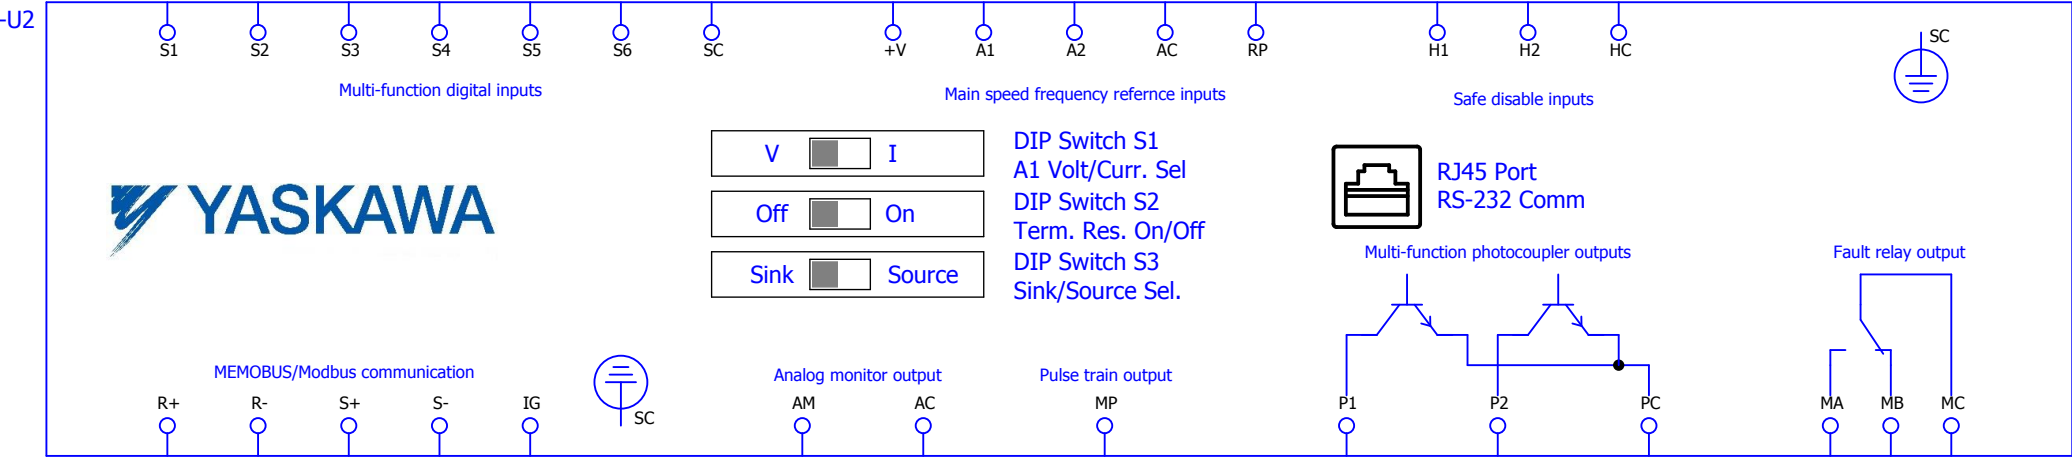 -U2
S1 S2 S3 S4 S5 S6 SC +V A1 A2 AC RP H1 H2 HC SC
Multi-function digital inputs
Main speed frequency refernce inputs
Safe disable inputs
V I
DIP Switch S1
A1 Volt/Curr. Sel
Off On
DIP Switch S2
Term. Res. On/Off
Sink Source
DIP Switch S3
Sink/Source Sel.
YASKAWA
RJ45 Port
RS-232 Comm
Multi-function photocoupler outputs
Fault relay output
MEMOBUS/Modbus communication
Analog monitor output
Pulse train output
R+ R- S+ S- IG SC AM AC MP P1 P2 PC MA MB MC